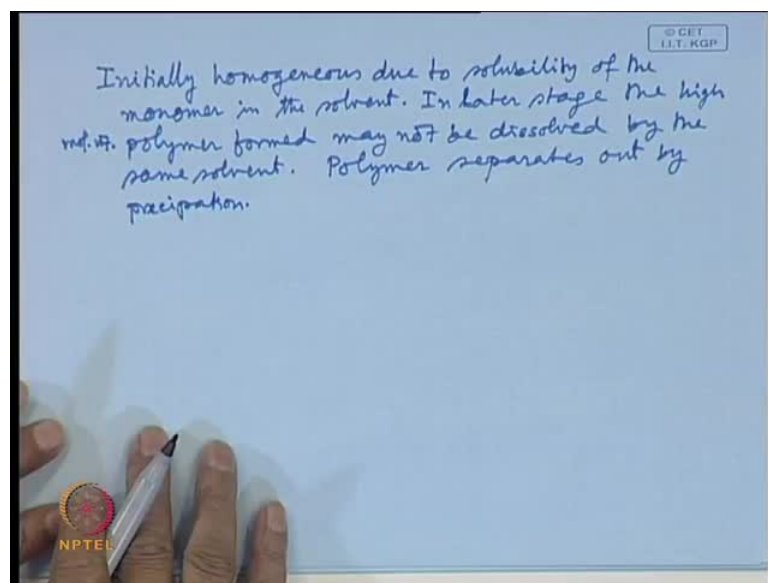 © CET
I.I.T. KGP
Initially homogeneous due to solubility of the
monomer in the solvent. In later stage the high
mol. wt. polymer formed may not be dissolved by the
same solvent. Polymer separates out by
precipation.
NPTEL